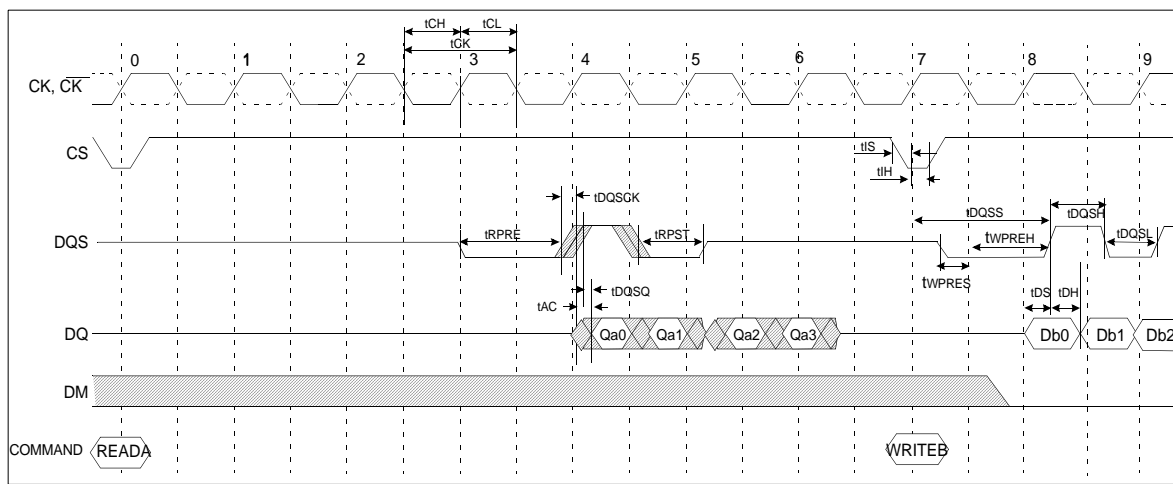 tCH tCL
tCK
0 1 2 3 4 5 6 7 8 9
CK, CK
CS
tIS
tIH
tDQSCK
tDQSS
tDQSH
DQS
tRPRE
tRPST
tWPREH
tDQSL
tWPRES
tDQSQ
tAC
tDS
tDH
DQ
Qa0 Qa1 Qa2 Qa3 Db0 Db1 Db2
DM
COMMAND READA WRITEB